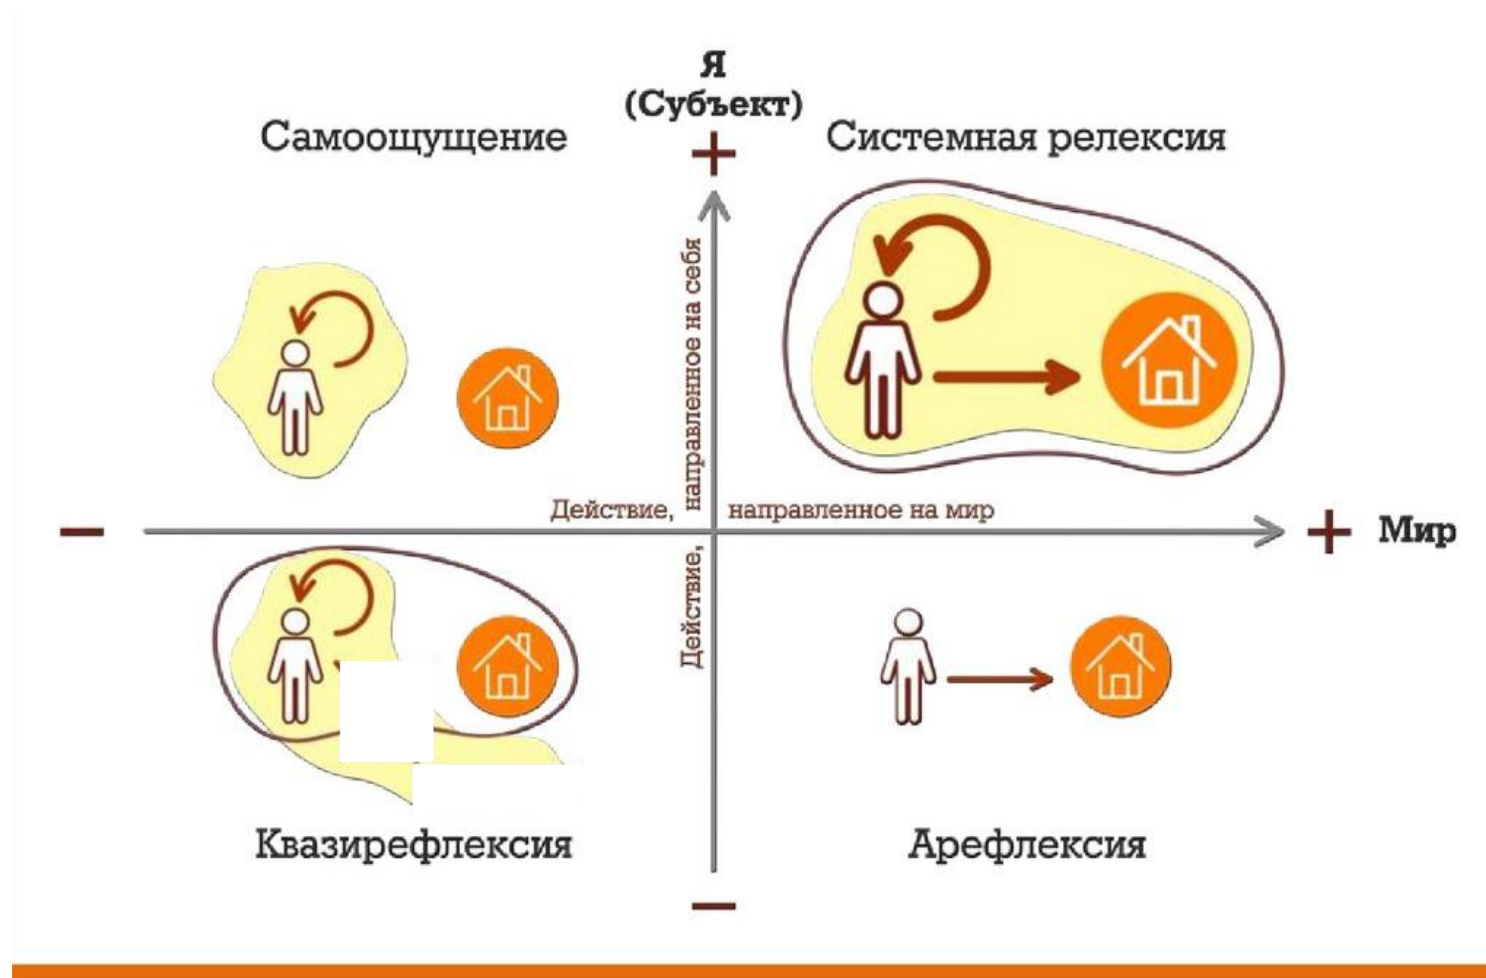 Я
(Субъект)
Самоощущение
Системная релексия
+
Действие, направленное на себя
Действие, направленное на мир
−
+ Мир
Квазирефлексия
Арефлексия
−